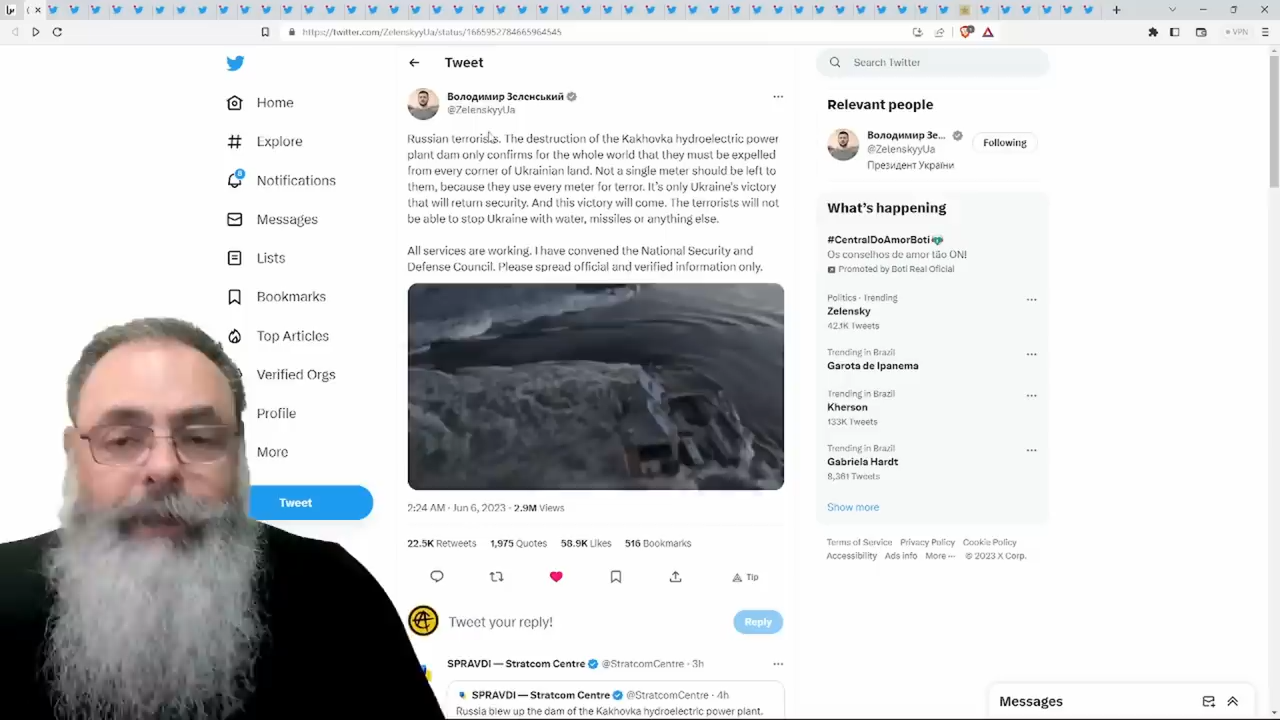 https://twitter.com/ZelenskyyUa/status/1665952784665964545
VPN
Home
Explore
8
Notifications
Messages
Lists
Bookmarks
Top Articles
Verified Orgs
Profile
More
Tweet
Tweet
Володимир Зеленський
@ZelenskyyUa
Russian terrorists. The destruction of the Kakhovka hydroelectric power
plant dam only confirms for the whole world that they must be expelled
from every corner of Ukrainian land. Not a single meter should be left to
them, because they use every meter for terror. It's only Ukraine's victory
that will return security. And this victory will come. The terrorists will not
be able to stop Ukraine with water, missiles or anything else.
All services are working. I have convened the National Security and
Defense Council. Please spread official and verified information only.
2:24 AM · Jun 6, 2023 · 2.9M Views
22.5K Retweets 1,975 Quotes 58.9K Likes 516 Bookmarks
Tip
Tweet your reply!
Reply
SPRAVDI — Stratcom Centre @StratcomCentre · 3h
SPRAVDI — Stratcom Centre @StratcomCentre · 4h
Russia blew up the dam of the Kakhovka hydroelectric power plant.
Search Twitter
Relevant people
Володимир Зе...
@ZelenskyyUa
Following
Президент України
What's happening
#CentralDoAmorBoti
Os conselhos de amor tão ON!
Promoted by Boti Real Oficial
Politics · Trending
Zelensky
42.1K Tweets
Trending in Brazil
Garota de Ipanema
Trending in Brazil
Kherson
133K Tweets
Trending in Brazil
Gabriela Hardt
8,361 Tweets
Show more
Terms of Service Privacy Policy Cookie Policy
Accessibility Ads info More ··· © 2023 X Corp.
Messages